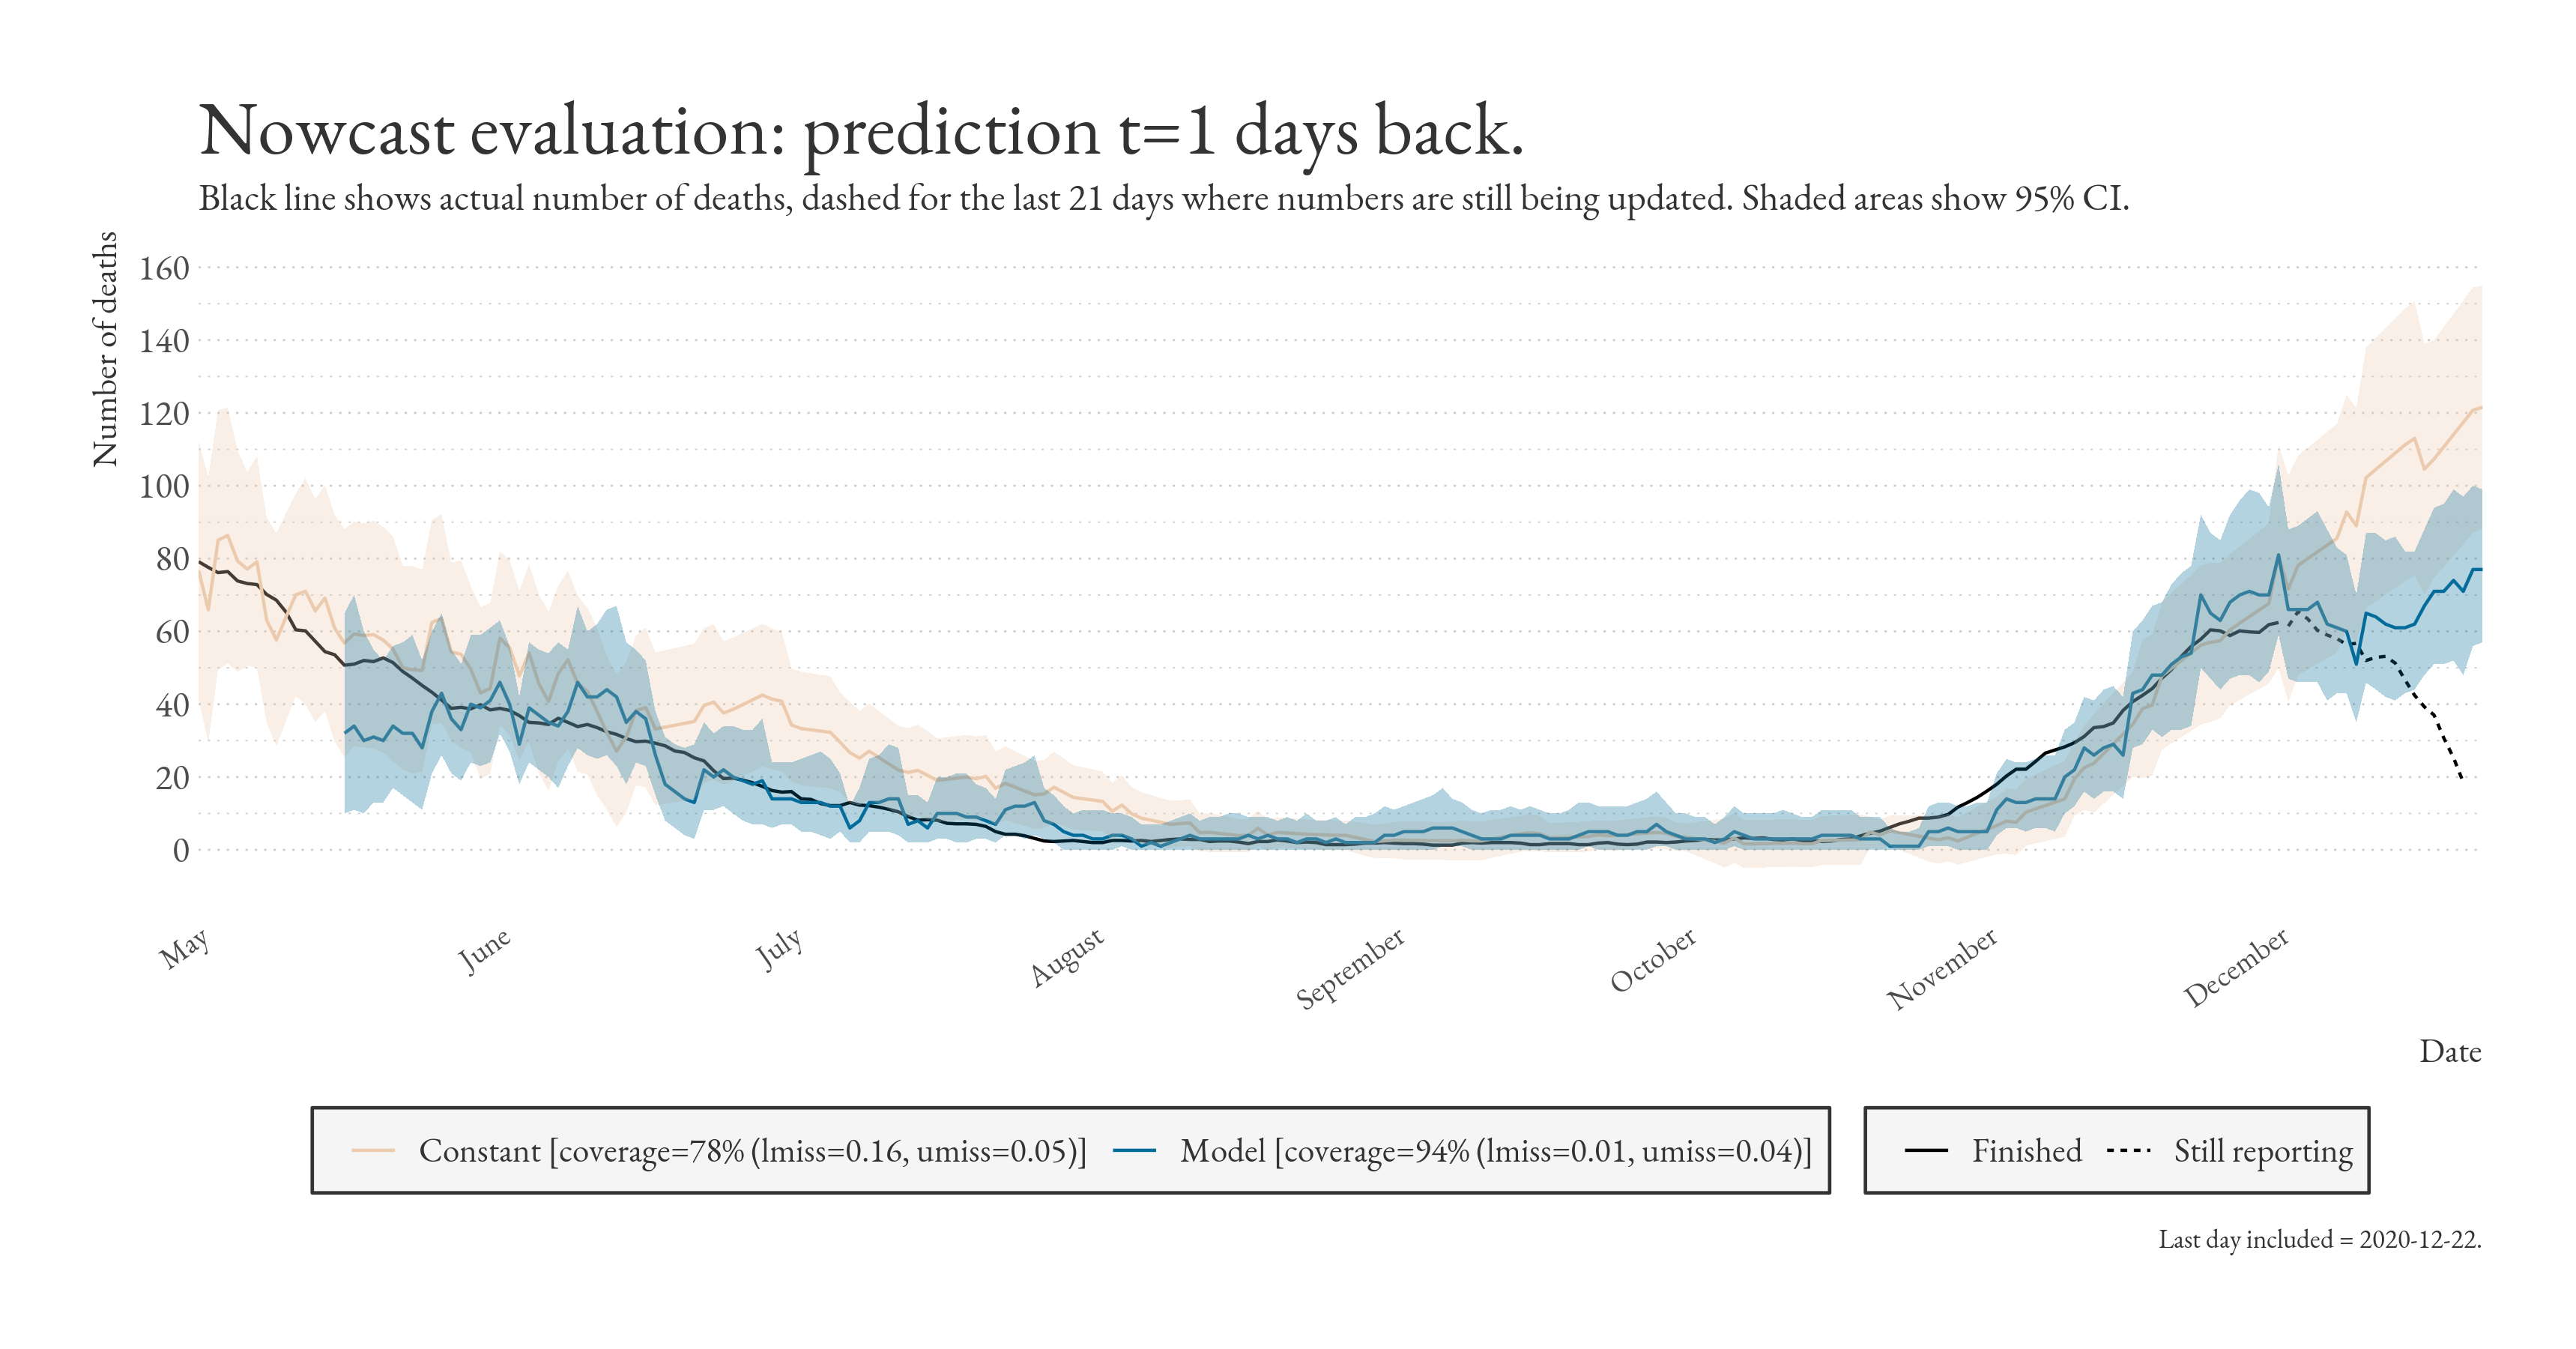 Nowcast evaluation: prediction t=1 days back.
Black line shows actual number of deaths, dashed for the last 21 days where numbers are still being updated. Shaded areas show 95% CI.
Number of deaths
160
140
120
100
80
60
40
20
0
May
June
July
August
September
October
November
December
Date
Constant [coverage=78% (lmiss=0.16, umiss=0.05)]
Model [coverage=94% (lmiss=0.01, umiss=0.04)]
Finished
Still reporting
Last day included = 2020-12-22.